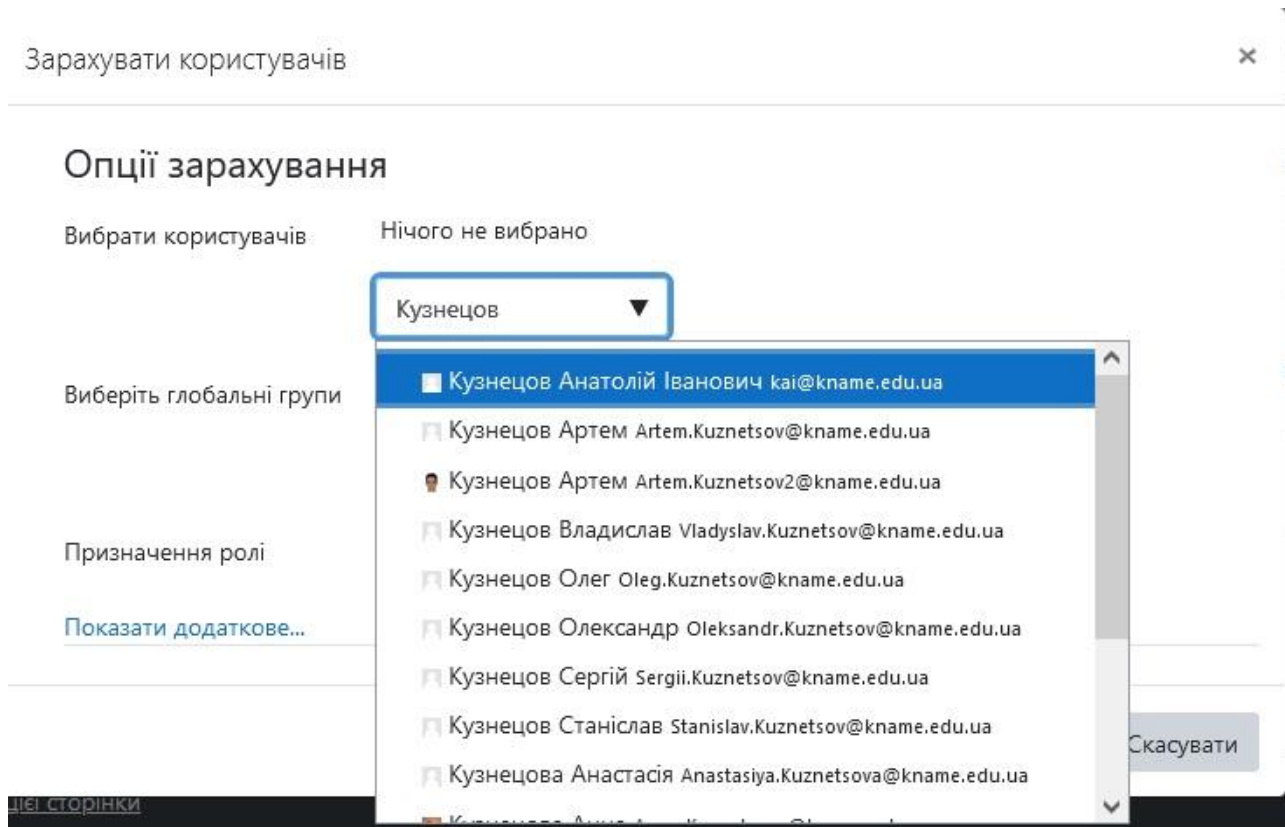 Зарахувати користувачів ×
Опції зарахування
Вибрати користувачів
Нічого не вибрано
Кузнецов ▼
Виберіть глобальні групи
Кузнецов Анатолій Іванович kai@kname.edu.ua
Кузнецов Артем Artem.Kuznetsov@kname.edu.ua
Кузнецов Артем Artem.Kuznetsov2@kname.edu.ua
Кузнецов Владислав Vladyslav.Kuznetsov@kname.edu.ua
Призначення ролі
Кузнецов Олег Oleg.Kuznetsov@kname.edu.ua
Показати додаткове...
Кузнецов Олександр Oleksandr.Kuznetsov@kname.edu.ua
Кузнецов Сергій Sergii.Kuznetsov@kname.edu.ua
Кузнецов Станіслав Stanislav.Kuznetsov@kname.edu.ua
Скасувати
Кузнецова Анастасія Anastasiya.Kuznetsova@kname.edu.ua
цієї сторінки